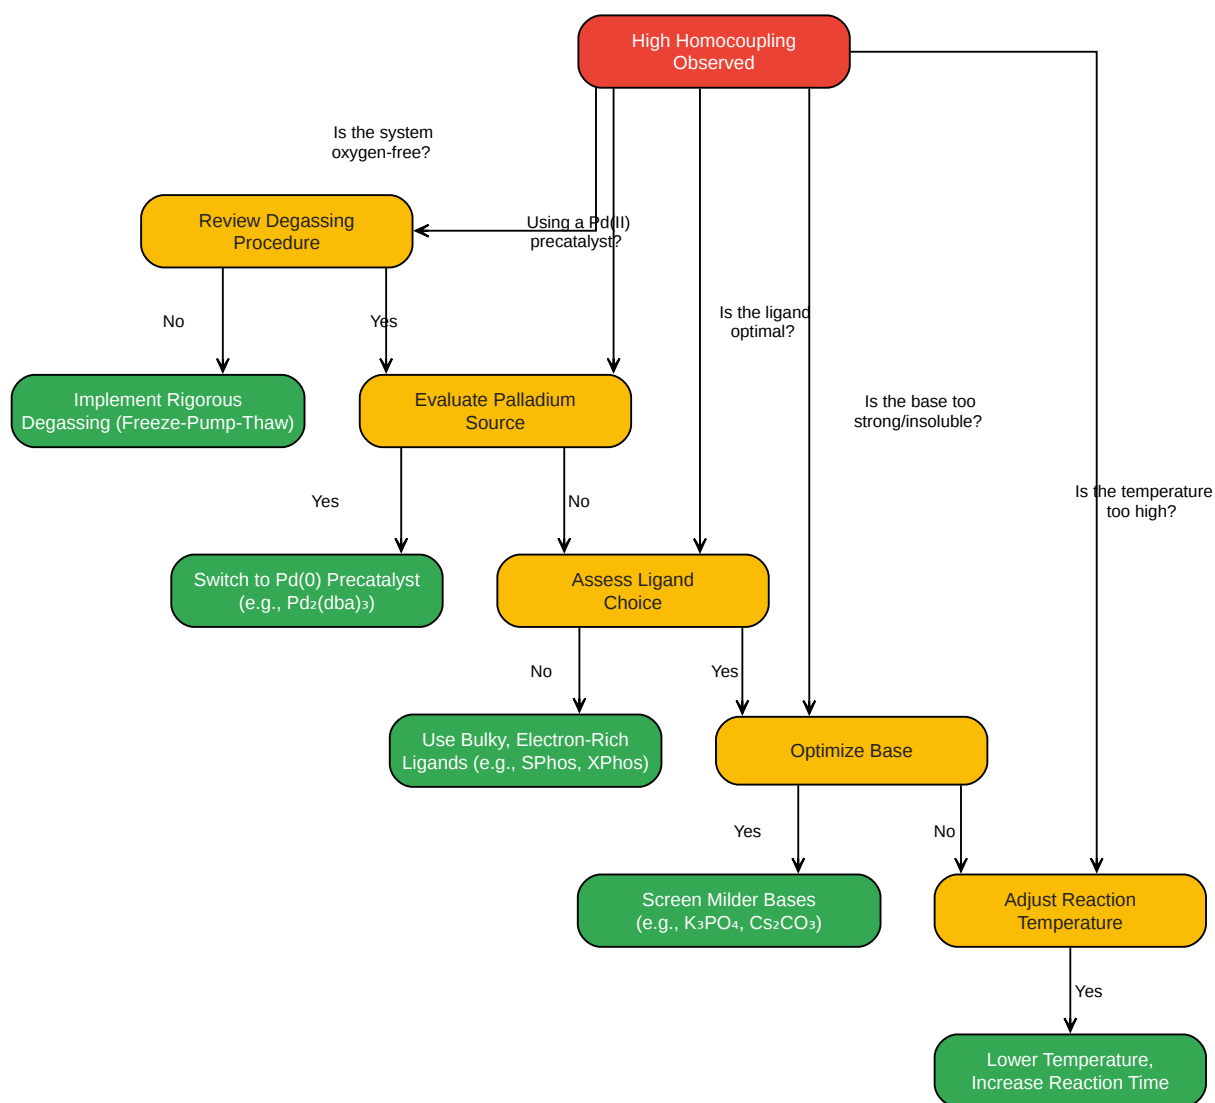 High Homocoupling
Observed
Is the system
oxygen-free?
Review Degassing
Procedure
Using a Pd(II)
precatalyst?
Is the ligand
optimal?
No
Yes
Implement Rigorous
Degassing (Freeze-Pump-Thaw)
Evaluate Palladium
Source
Is the base too
strong/insoluble?
Yes
No
Is the temperature
too high?
Switch to Pd(0) Precatalyst
(e.g., Pd₂(dba)₃)
Assess Ligand
Choice
No
Yes
Use Bulky, Electron-Rich
Ligands (e.g., SPhos, XPhos)
Optimize Base
Yes
No
Screen Milder Bases
(e.g., K₃PO₄, Cs₂CO₃)
Adjust Reaction
Temperature
Yes
Lower Temperature,
Increase Reaction Time